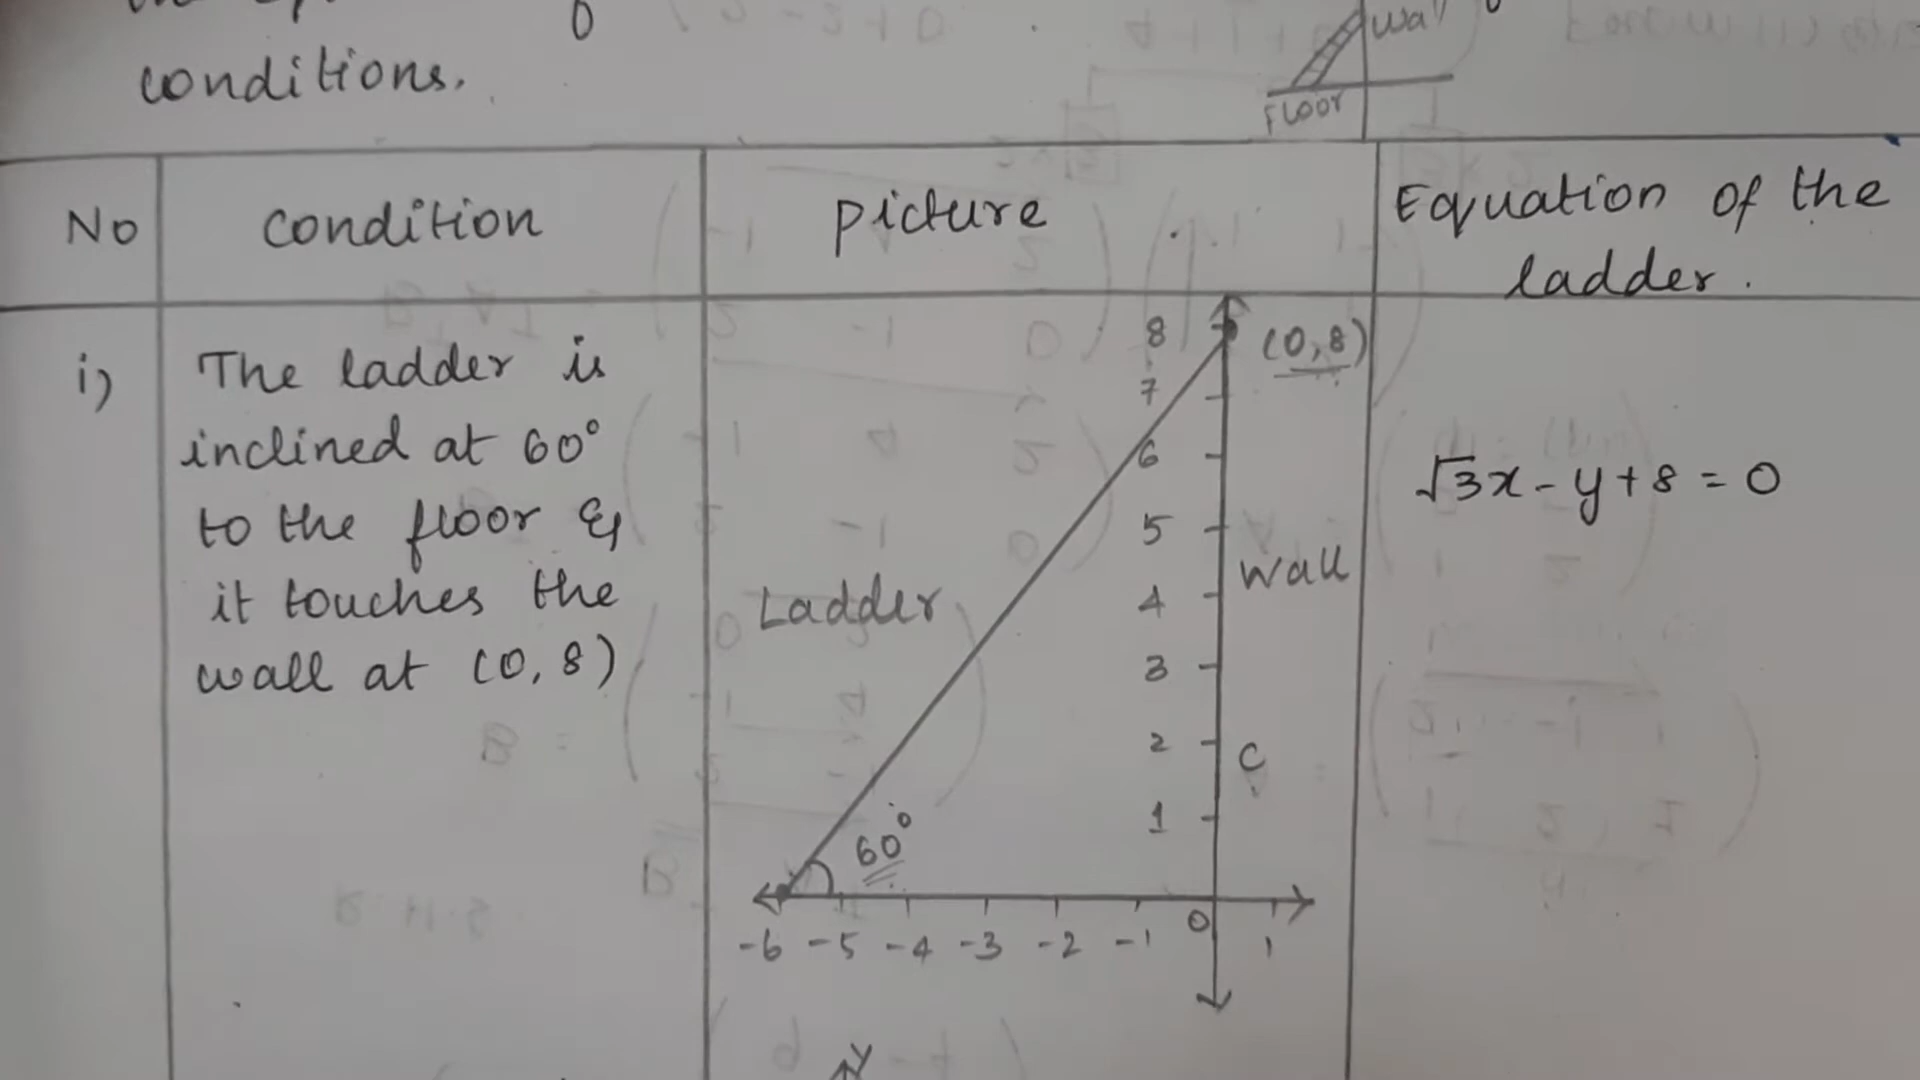 conditions.
Wall
Floor
No
condition
picture
Equation of the
ladder.
i)
The ladder is
inclined at 60°
to the floor &
it touches the
wall at (0,8)
8
(0,8)
7
6
5
4
3
2
1
Ladder
Wall
C
60°
-6 -5 -4 -3 -2 -1 0 1
√3x - y + 8 = 0
y